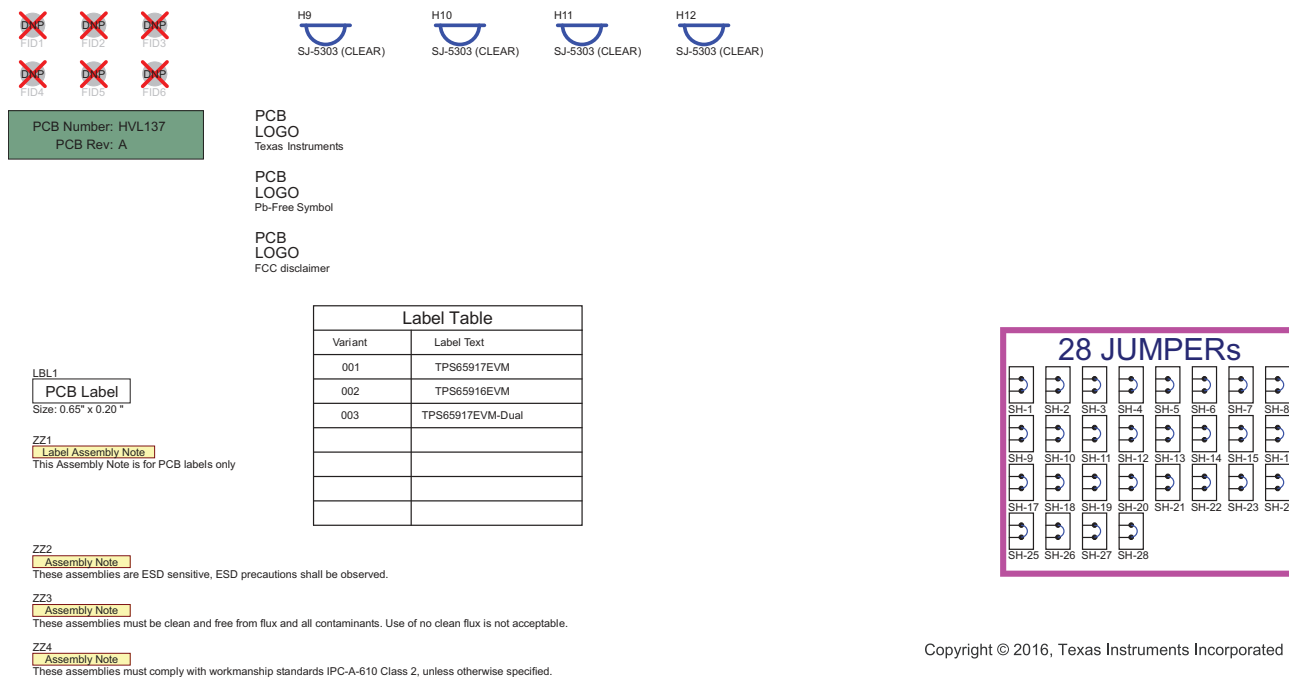 DNP DNP DNP
FID1 FID2 FID3
DNP DNP DNP
FID4 FID5 FID6
H9 H10 H11 H12
SJ-5303 (CLEAR) SJ-5303 (CLEAR) SJ-5303 (CLEAR) SJ-5303 (CLEAR)
PCB Number: HVL137
PCB Rev: A
PCB
LOGO
Texas Instruments
PCB
LOGO
Pb-Free Symbol
PCB
LOGO
FCC disclaimer
Label Table
Variant Label Text
001 TPS65917EVM
002 TPS65916EVM
003 TPS65917EVM-Dual
LBL1
PCB Label
Size: 0.65" x 0.20 "
ZZ1
Label Assembly Note
This Assembly Note is for PCB labels only
ZZ2
Assembly Note
These assemblies are ESD sensitive, ESD precautions shall be observed.
ZZ3
Assembly Note
These assemblies must be clean and free from flux and all contaminants. Use of no clean flux is not acceptable.
ZZ4
Assembly Note
These assemblies must comply with workmanship standards IPC-A-610 Class 2, unless otherwise specified.
28 JUMPERs
SH-1 SH-2 SH-3 SH-4 SH-5 SH-6 SH-7 SH-8
SH-9 SH-10 SH-11 SH-12 SH-13 SH-14 SH-15
SH-17 SH-18 SH-19 SH-20 SH-21 SH-22 SH-23
SH-25 SH-26 SH-27 SH-28
Copyright © 2016, Texas Instruments Incorporated